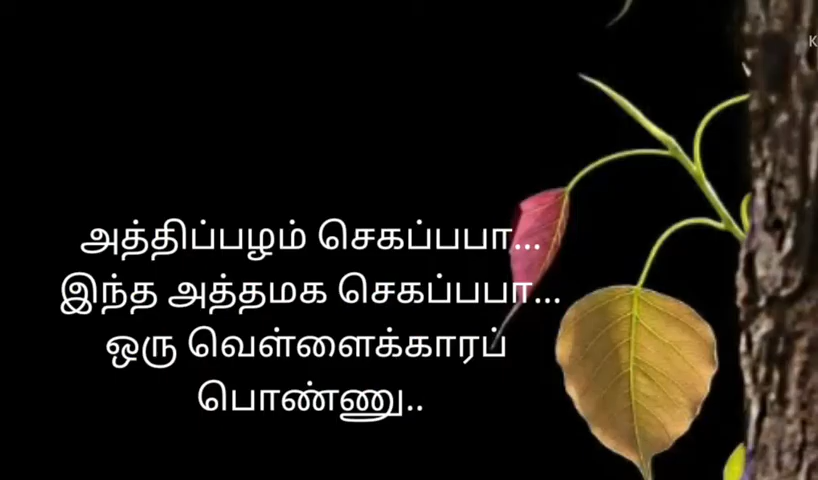 அத்திப்பழம் செகப்பபா...
இந்த அத்தமக செகப்பபா...
ஒரு வெள்ளைக்காரப்
பொண்ணு..
K